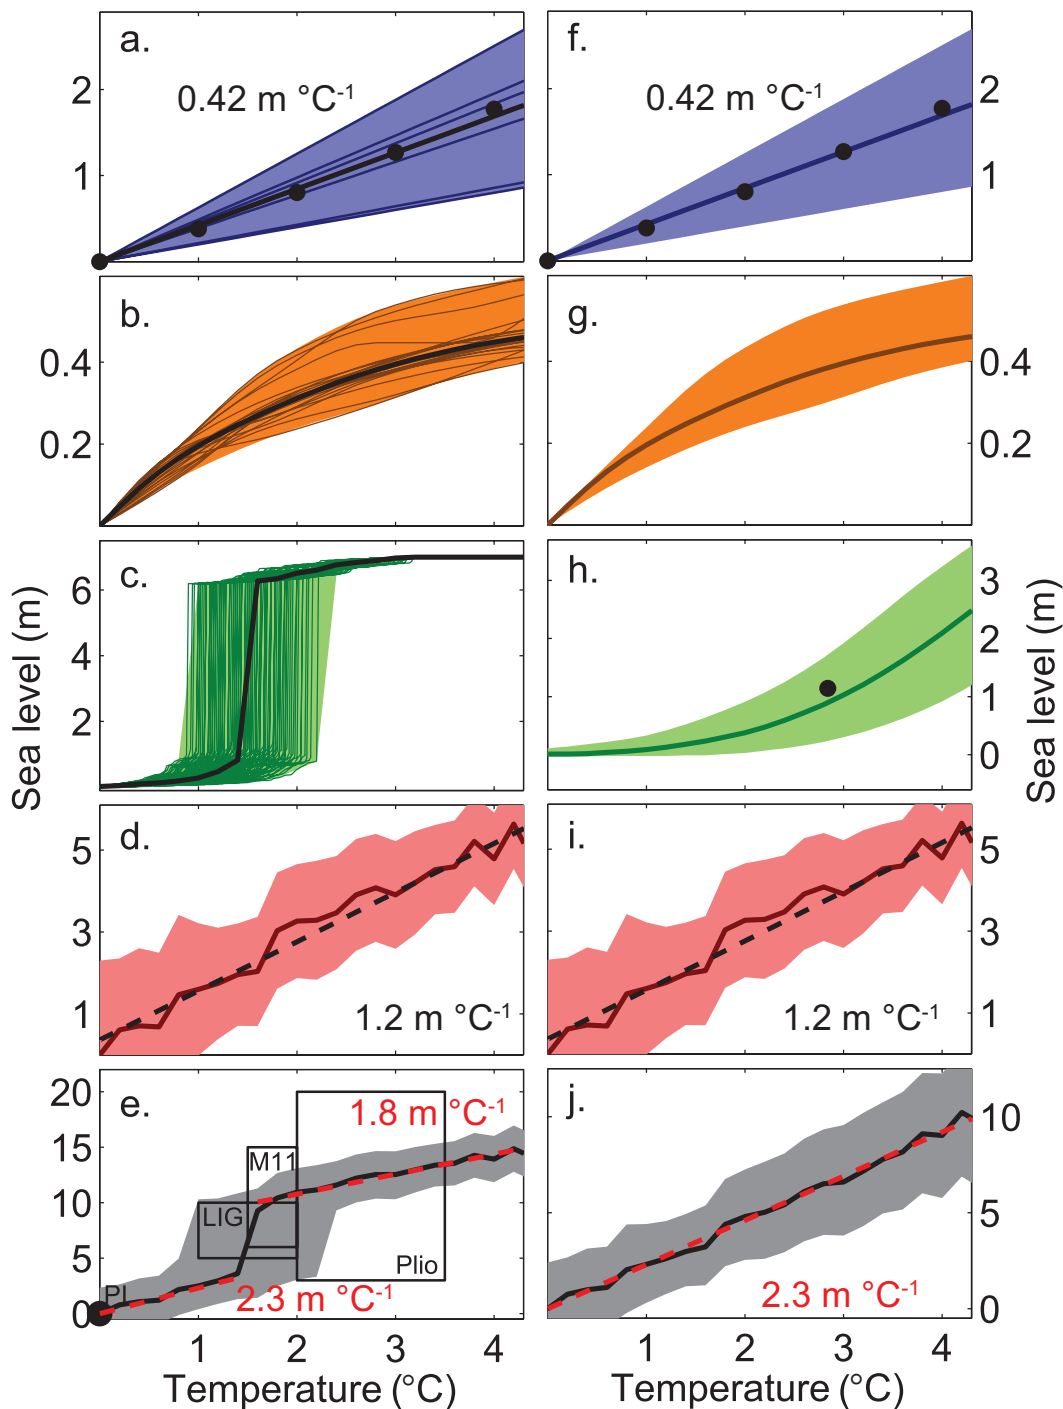 a.
0.42 m °C-1
2
1
f.
0.42 m °C-1
2
1
b.
0.4
0.2
g.
0.4
0.2
c.
6
4
2
h.
3
2
1
0
Sea level (m)
Sea level (m)
d.
5
3
1
1.2 m °C-1
i.
5
3
1
1.2 m °C-1
e.
20
15
10
5
0
1.8 m °C-1
M11
LIG
Plio
PI
2.3 m °C-1
j.
10
5
0
2.3 m °C-1
1 2 3 4
1 2 3 4
Temperature (°C)
Temperature (°C)